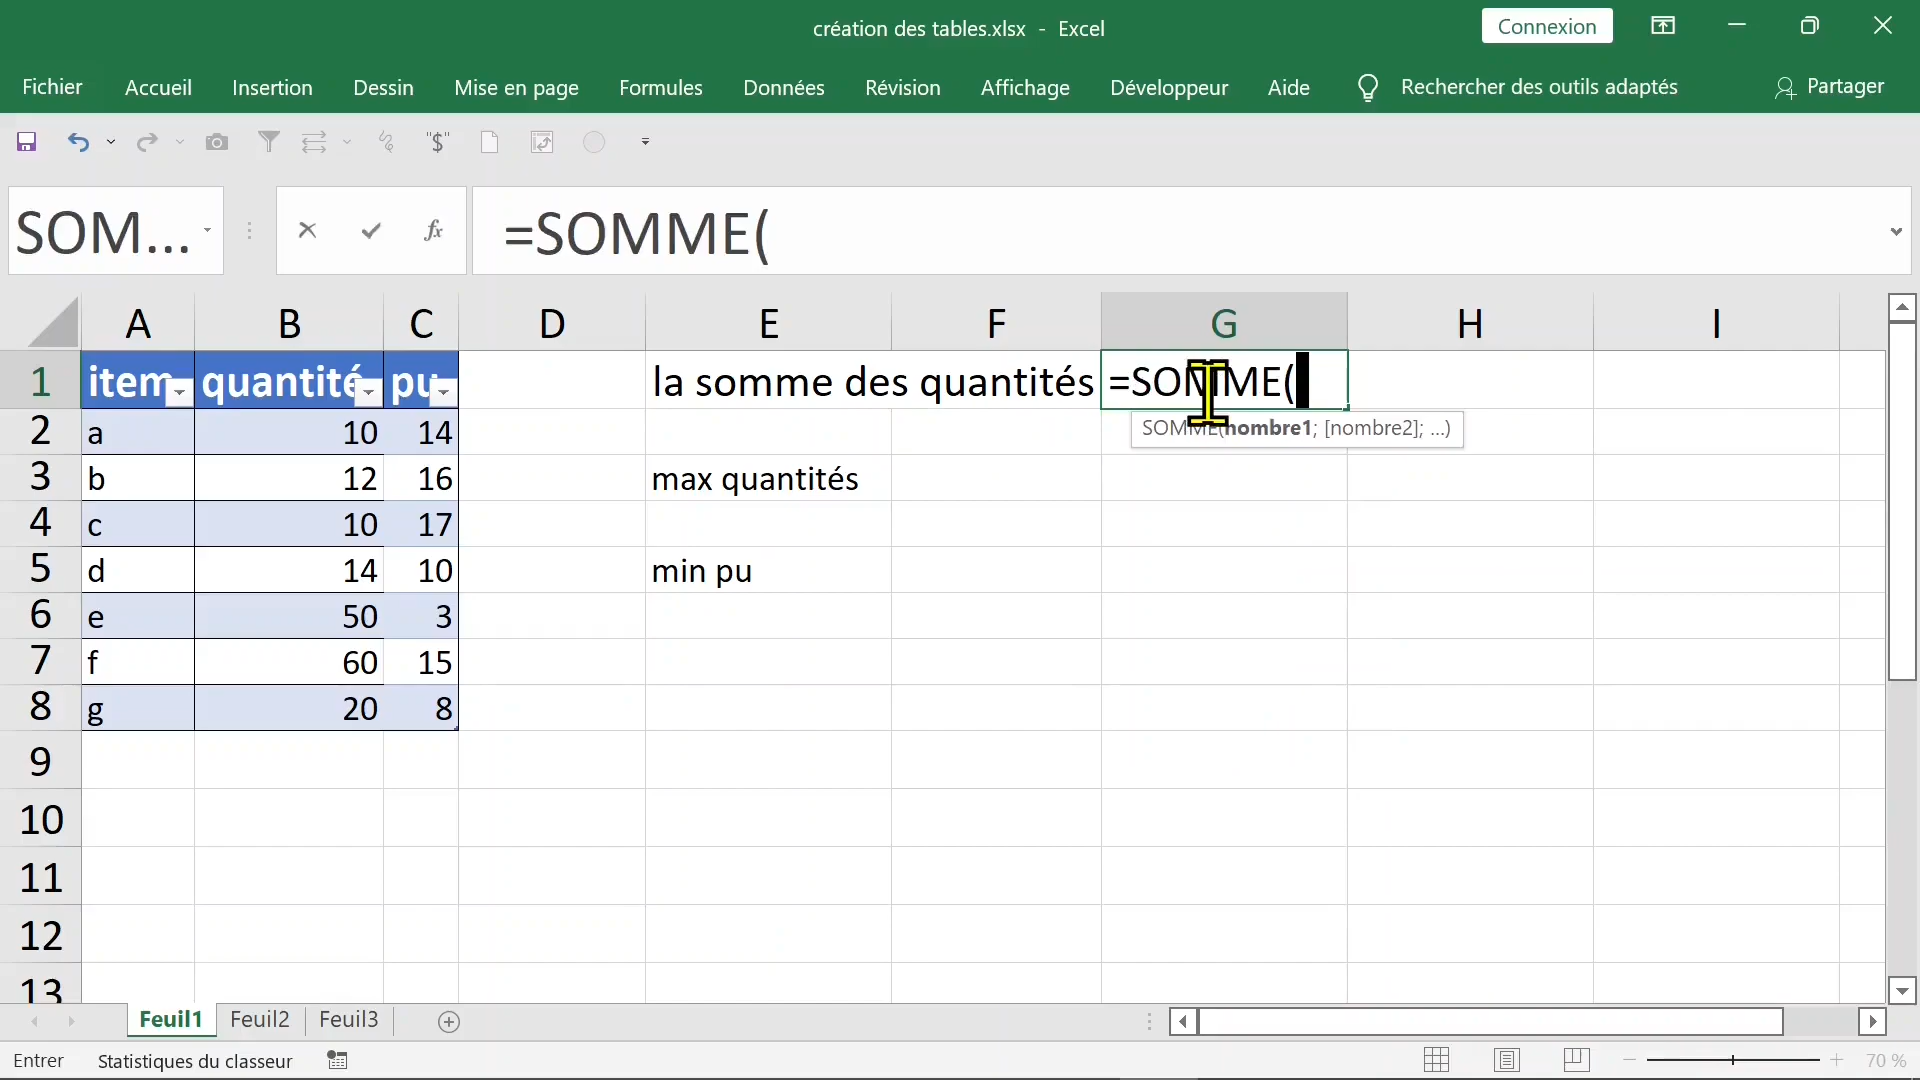 création des tables.xlsx - Excel
Connexion
Fichier Accueil Insertion Dessin Mise en page Formules Données Révision Affichage Développeur Aide Rechercher des outils adaptés Partager
"$"
SOM... fx =SOMME(
A B C D E F G H I
1 item quantité pu la somme des quantités =SOMME(
SOMME(nombre1; [nombre2]; ...)
2 a 10 14
3 b 12 16 max quantités
4 c 10 17
5 d 14 10 min pu
6 e 50 3
7 f 60 15
8 g 20 8
9
10
11
12
13
Feuil1 Feuil2 Feuil3
Entrer Statistiques du classeur 70 %